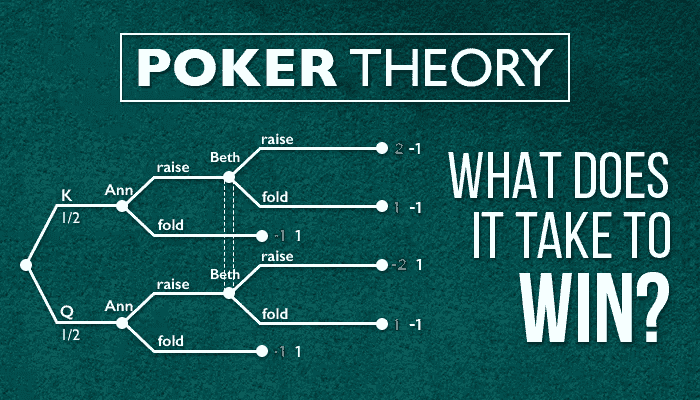 POKER THEORY
raise
2 -1
Beth
raise
K
Ann
fold
1 -1
1/2
fold
-1 1
raise
-2 1
Beth
raise
Q
Ann
fold
1 -1
1/2
fold
-1 1
WHAT DOES
IT TAKE TO
WIN?